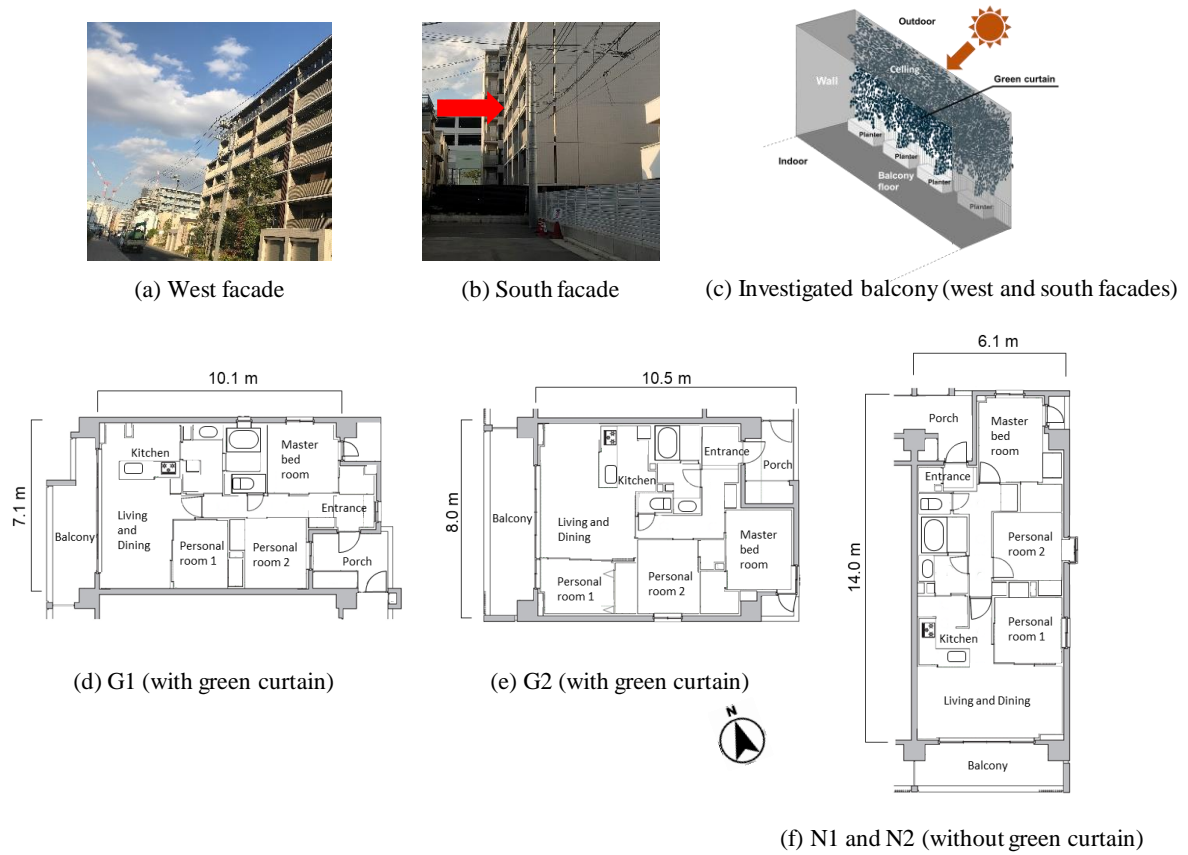 Outdoor
Celling
Green curtain
Wall
Planter
Planter
Planter
Planter
Indoor
Balcony
floor
(a) West facade
(b) South facade
(c) Investigated balcony (west and south facades)
10.1 m
7.1 m
Kitchen
Master
bed
room
Entrance
Balcony
Living
and
Dining
Personal
room 1
Personal
room 2
Porch
(d) G1 (with green curtain)
10.5 m
8.0 m
Kitchen
Entrance
Porch
Balcony
Living and
Dining
Master
bed
room
Personal
room 1
Personal
room 2
(e) G2 (with green curtain)
N
6.1 m
14.0 m
Porch
Master
bed
room
Entrance
Personal
room 2
Personal
room 1
Kitchen
Living and Dining
Balcony
(f) N1 and N2 (without green curtain)